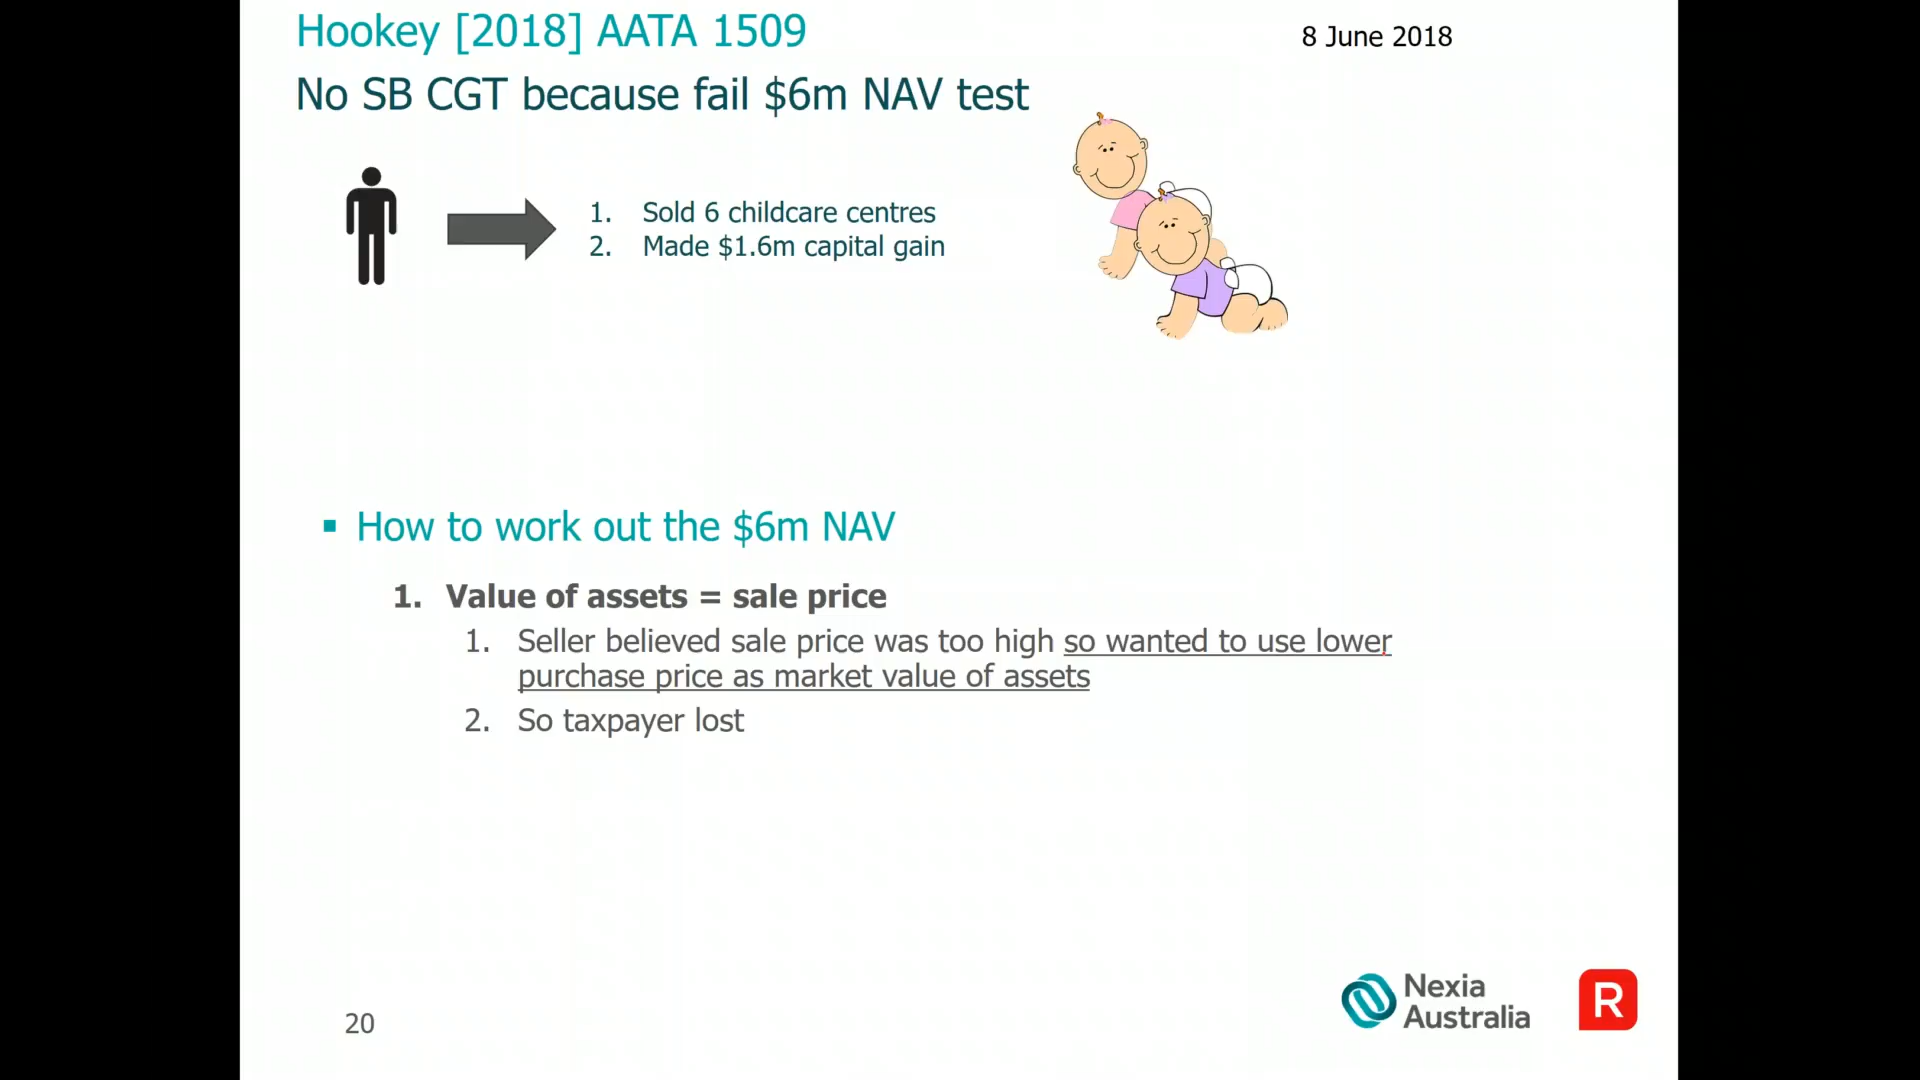 Hookey [2018] AATA 1509
8 June 2018
No SB CGT because fail $6m NAV test
1. Sold 6 childcare centres
2. Made $1.6m capital gain
▪ How to work out the $6m NAV
1. Value of assets = sale price
1. Seller believed sale price was too high so wanted to use lower
purchase price as market value of assets
2. So taxpayer lost
Nexia
Australia
R
20